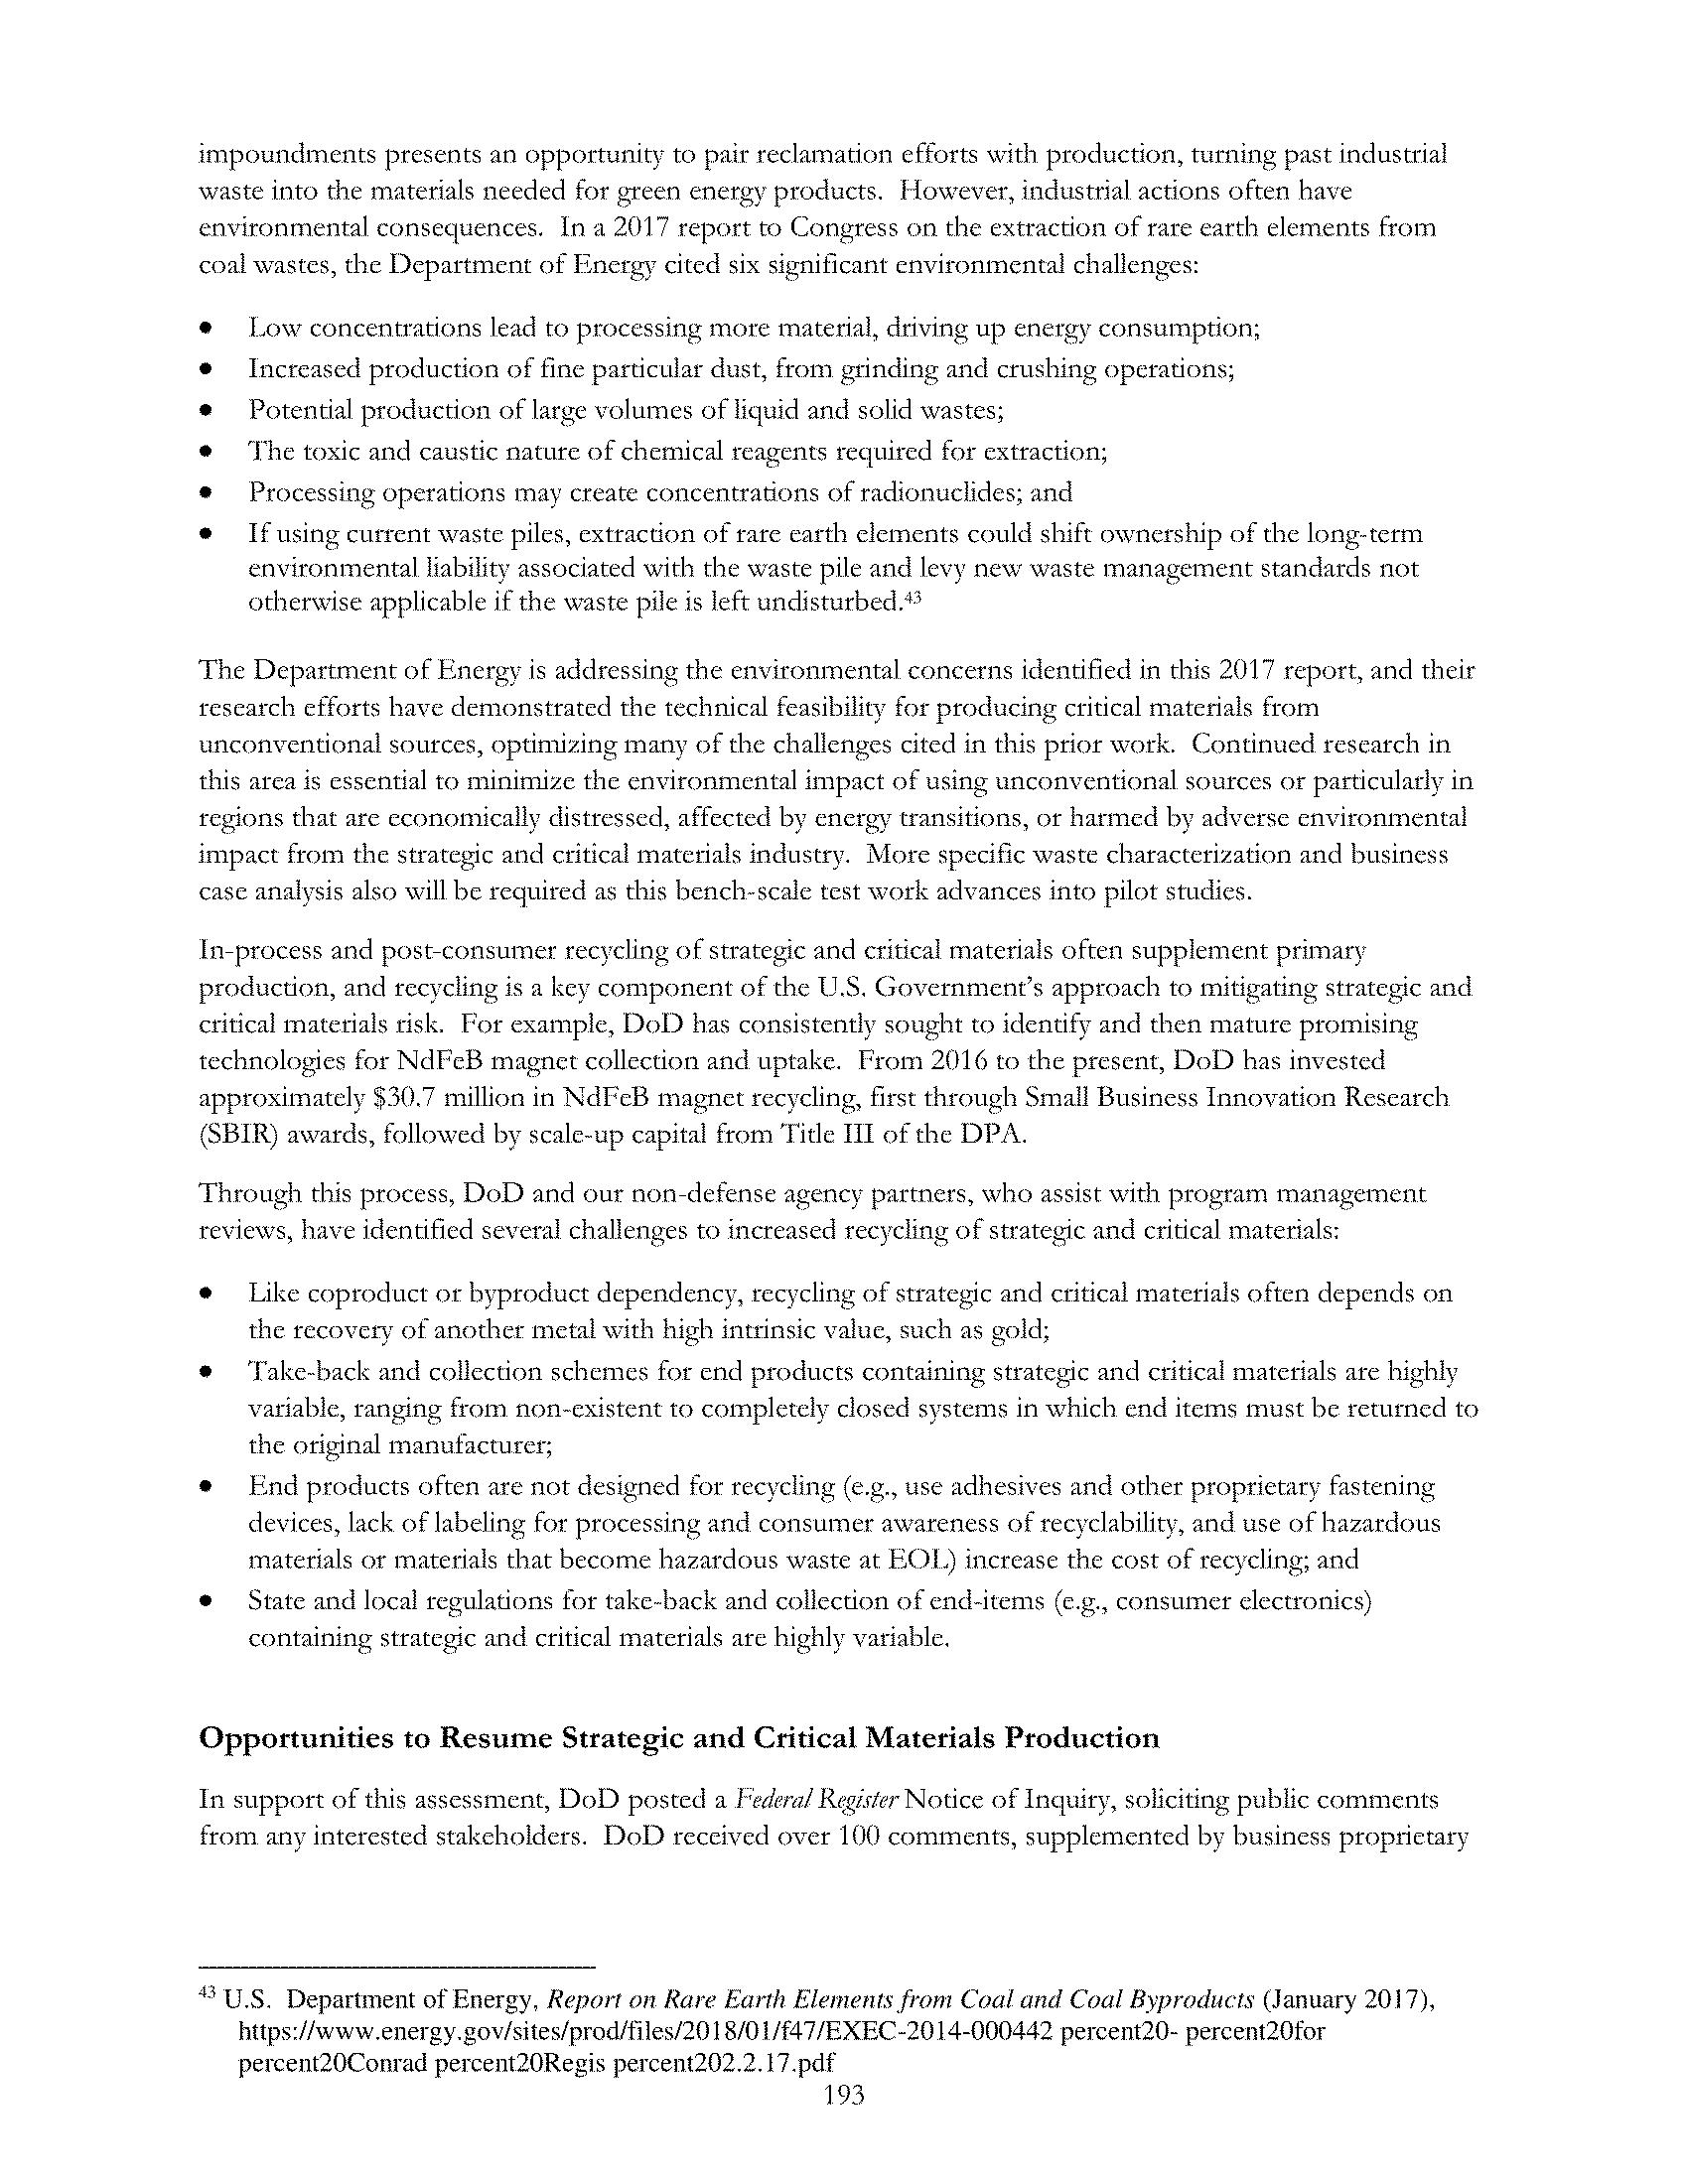 impoundments presents an opportunity to pair reclamation efforts with production, turning past industrial
waste into the materials needed for green energy products.  However, industrial actions often have
environmental consequences.  In a 2017 report to Congress on the extraction of rare earth elements from
coal wastes, the Department of Energy cited six significant environmental challenges:
• Low concentrations lead to processing more material, driving up energy consumption;
• Increased production of fine particular dust, from grinding and crushing operations;
• Potential production of large volumes of liquid and solid wastes;
• The toxic and caustic nature of chemical reagents required for extraction;
• Processing operations may create concentrations of radionuclides; and
• If using current waste piles, extraction of rare earth elements could shift ownership of the long-term
environmental liability associated with the waste pile and levy new waste management standards not
otherwise applicable if the waste pile is left undisturbed.43
The Department of Energy is addressing the environmental concerns identified in this 2017 report, and their
research efforts have demonstrated the technical feasibility for producing critical materials from
unconventional sources, optimizing many of the challenges cited in this prior work.  Continued research in
this area is essential to minimize the environmental impact of using unconventional sources or particularly in
regions that are economically distressed, affected by energy transitions, or harmed by adverse environmental
impact from the strategic and critical materials industry.  More specific waste characterization and business
case analysis also will be required as this bench-scale test work advances into pilot studies.
In-process and post-consumer recycling of strategic and critical materials often supplement primary
production, and recycling is a key component of the U.S. Government's approach to mitigating strategic and
critical materials risk.  For example, DoD has consistently sought to identify and then mature promising
technologies for NdFeB magnet collection and uptake.  From 2016 to the present, DoD has invested
approximately $30.7 million in NdFeB magnet recycling, first through Small Business Innovation Research
(SBIR) awards, followed by scale-up capital from Title III of the DPA.
Through this process, DoD and our non-defense agency partners, who assist with program management
reviews, have identified several challenges to increased recycling of strategic and critical materials:
• Like coproduct or byproduct dependency, recycling of strategic and critical materials often depends on
the recovery of another metal with high intrinsic value, such as gold;
• Take-back and collection schemes for end products containing strategic and critical materials are highly
variable, ranging from non-existent to completely closed systems in which end items must be returned to
the original manufacturer;
• End products often are not designed for recycling (e.g., use adhesives and other proprietary fastening
devices, lack of labeling for processing and consumer awareness of recyclability, and use of hazardous
materials or materials that become hazardous waste at EOL) increase the cost of recycling; and
• State and local regulations for take-back and collection of end-items (e.g., consumer electronics)
containing strategic and critical materials are highly variable.
Opportunities to Resume Strategic and Critical Materials Production
In support of this assessment, DoD posted a Federal Register Notice of Inquiry, soliciting public comments
from any interested stakeholders.  DoD received over 100 comments, supplemented by business proprietary
43 U.S.  Department of Energy, Report on Rare Earth Elements from Coal and Coal Byproducts (January 2017),
https://www.energy.gov/sites/prod/files/2018/01/f47/EXEC-2014-000442 percent20- percent20for
percent20Conrad percent20Regis percent202.2.17.pdf
193